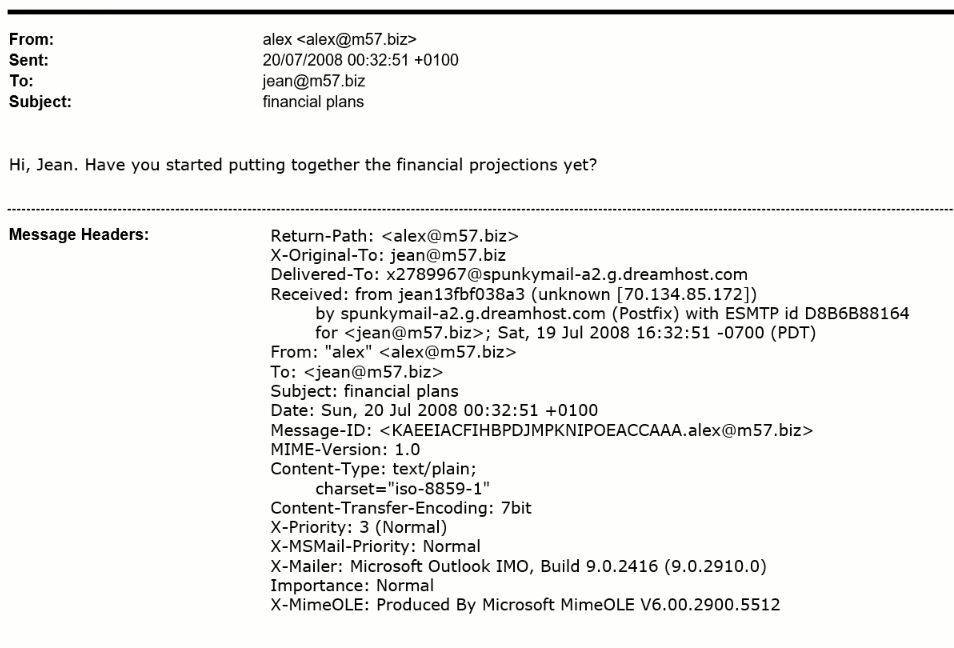 From: alex <alex@m57.biz>
Sent: 20/07/2008 00:32:51 +0100
To: jean@m57.biz
Subject: financial plans
Hi, Jean. Have you started putting together the financial projections yet?
Message Headers: Return-Path: <alex@m57.biz>
X-Original-To: jean@m57.biz
Delivered-To: x2789967@spunkymail-a2.g.dreamhost.com
Received: from jean13fbf038a3 (unknown [70.134.85.172])
by spunkymail-a2.g.dreamhost.com (Postfix) with ESMTP id D8B6B88164
for <jean@m57.biz>; Sat, 19 Jul 2008 16:32:51 -0700 (PDT)
From: "alex" <alex@m57.biz>
To: <jean@m57.biz>
Subject: financial plans
Date: Sun, 20 Jul 2008 00:32:51 +0100
Message-ID: <KAEEIACFIHBPDJMPKNIPOEACCAAA.alex@m57.biz>
MIME-Version: 1.0
Content-Type: text/plain;
charset="iso-8859-1"
Content-Transfer-Encoding: 7bit
X-Priority: 3 (Normal)
X-MSMail-Priority: Normal
X-Mailer: Microsoft Outlook IMO, Build 9.0.2416 (9.0.2910.0)
Importance: Normal
X-MimeOLE: Produced By Microsoft MimeOLE V6.00.2900.5512